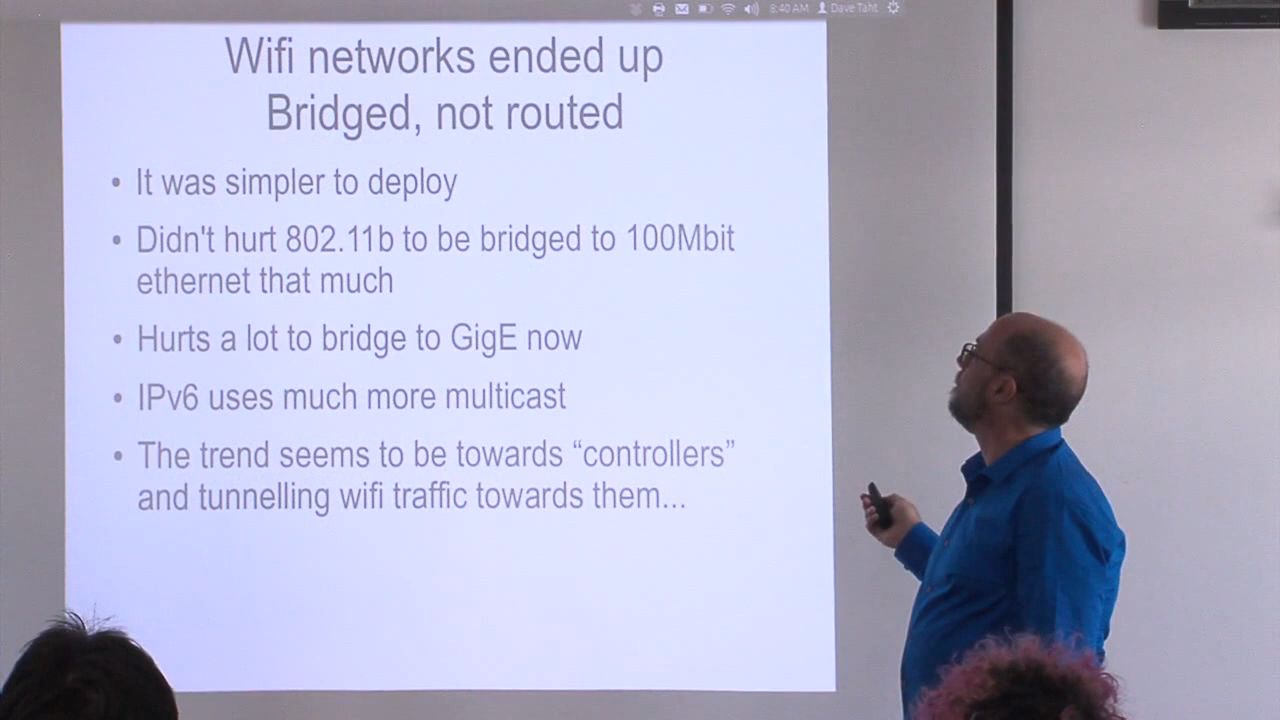 8:40 AM Dave Taht
Wifi networks ended up
Bridged, not routed
• It was simpler to deploy
• Didn't hurt 802.11b to be bridged to 100Mbit
ethernet that much
• Hurts a lot to bridge to GigE now
• IPv6 uses much more multicast
• The trend seems to be towards “controllers”
and tunnelling wifi traffic towards them...